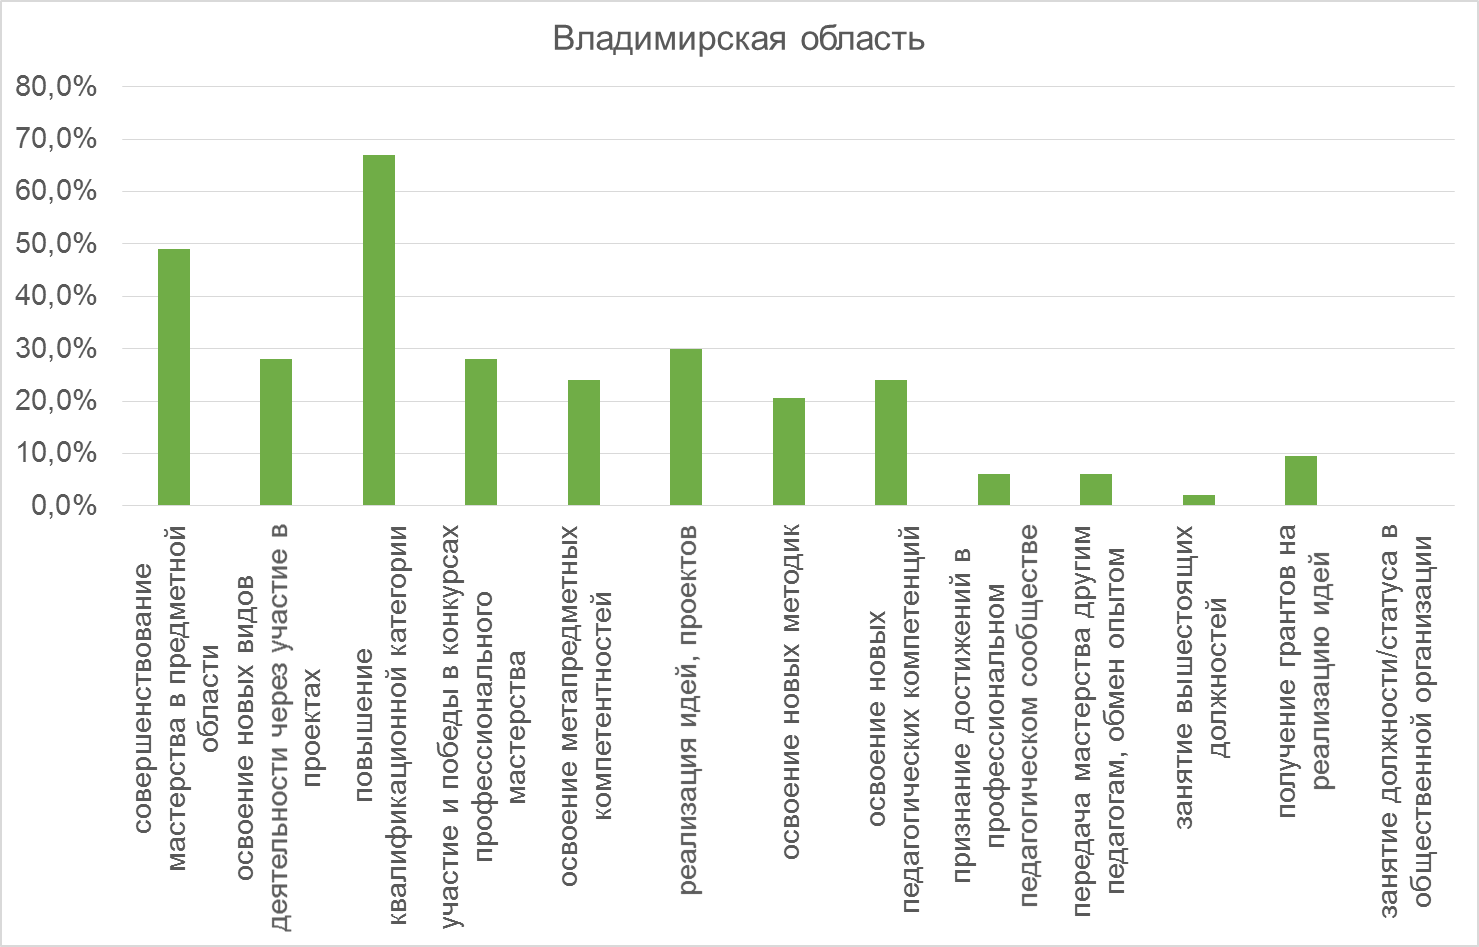 Владимирская область
80,0%
70,0%
60,0%
50,0%
40,0%
30,0%
20,0%
10,0%
0,0%
совершенствование
мастерства в предметной
области
освоение новых видов
деятельности через участие в
проектах
повышение
квалификационной категории
участие и победы в конкурсах
профессионального
мастерства
освоение метапредметных
компетентностей
реализация идей, проектов
освоение новых методик
освоение новых
педагогических компетенций
признание достижений в
профессиональном
педагогическом сообществе
передача мастерства другим
педагогам, обмен опытом
занятие вышестоящих
должностей
получение грантов на
реализацию идей
занятие должности/статуса в
общественной организации